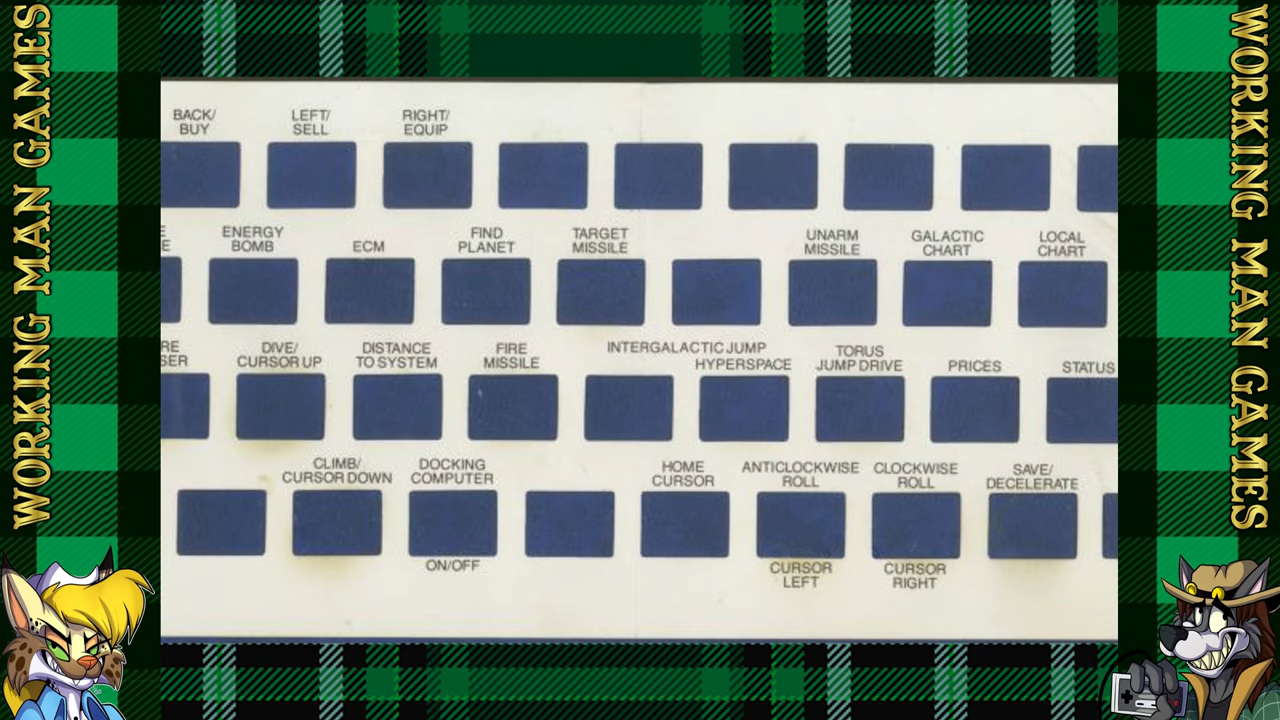 WORKING MAN GAMES
BACK/
BUY
LEFT/
SELL
RIGHT/
EQUIP
ENERGY
BOMB
ECM
FIND
PLANET
TARGET
MISSILE
UNARM
MISSILE
GALACTIC
CHART
LOCAL
CHART
DIVE/
CURSOR UP
DISTANCE
TO SYSTEM
FIRE
MISSILE
INTERGALACTIC JUMP
HYPERSPACE
TORUS
JUMP DRIVE
PRICES
STATUS
CLIMB/
CURSOR DOWN
DOCKING
COMPUTER
HOME
CURSOR
ANTICLOCKWISE
ROLL
CLOCKWISE
ROLL
SAVE/
DECELERATE
ON/OFF
CURSOR
LEFT
CURSOR
RIGHT
WORKING MAN GAMES